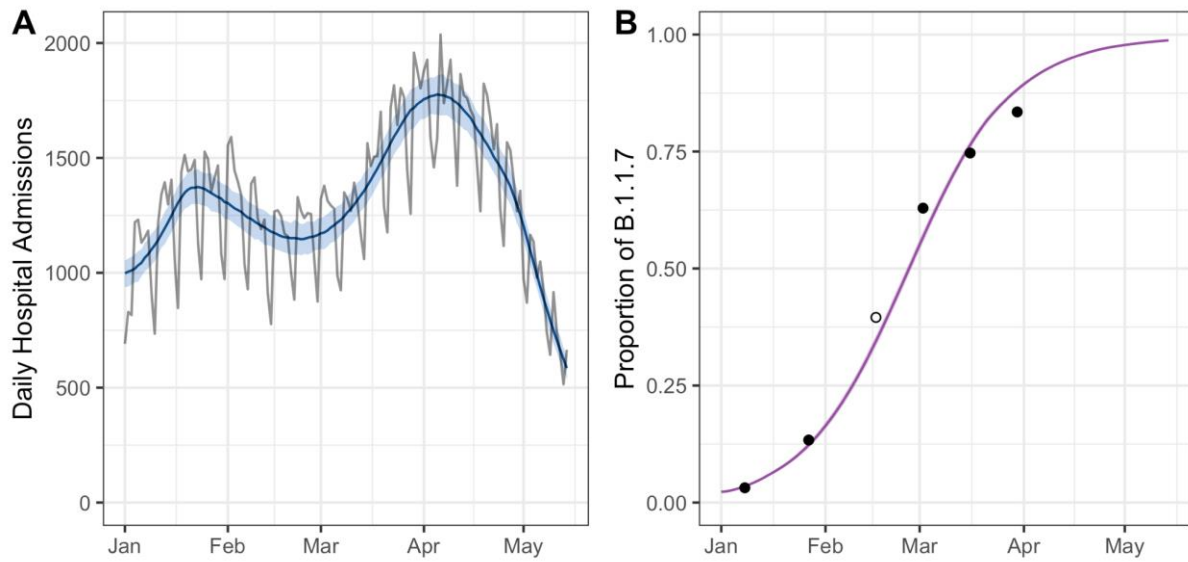 A
Daily Hospital Admissions
2000
1500
1000
500
0
Jan Feb Mar Apr May
B
Proportion of B.1.1.7
1.00
0.75
0.50
0.25
0.00
Jan Feb Mar Apr May